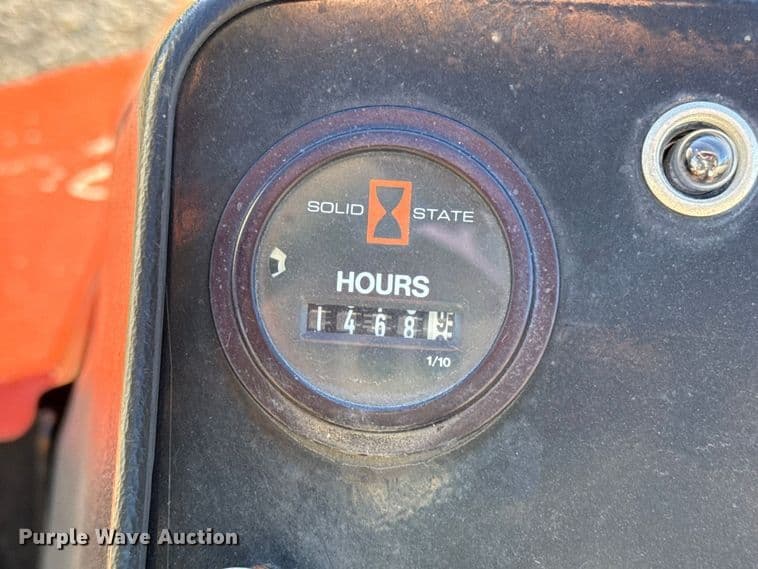 SOLID STATE
HOURS
1468
1/10
Purple Wave Auction